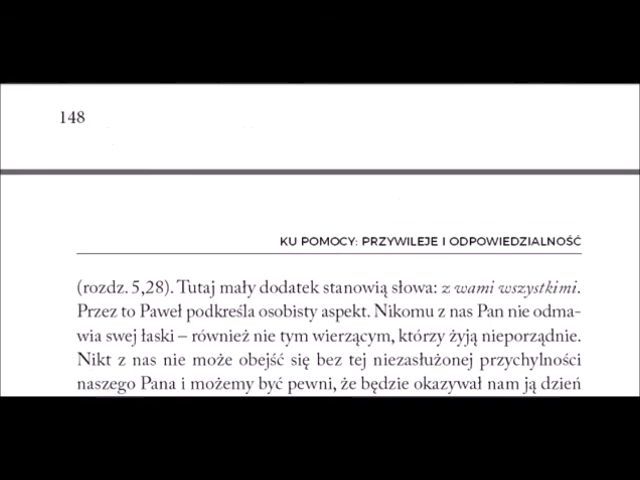 148
KU POMOCY: PRZYWILEJE I ODPOWIEDZIALNOŚĆ
(rozdz. 5,28). Tutaj mały dodatek stanowią słowa: z wami wszystkimi.
Przez to Paweł podkreśla osobisty aspekt. Nikomu z nas Pan nie odma-
wia swej łaski – również nie tym wierzącym, którzy żyją nieporządnie.
Nikt z nas nie może obejść się bez tej niezasłużonej przychylności
naszego Pana i możemy być pewni, że będzie okazywał nam ją dzień